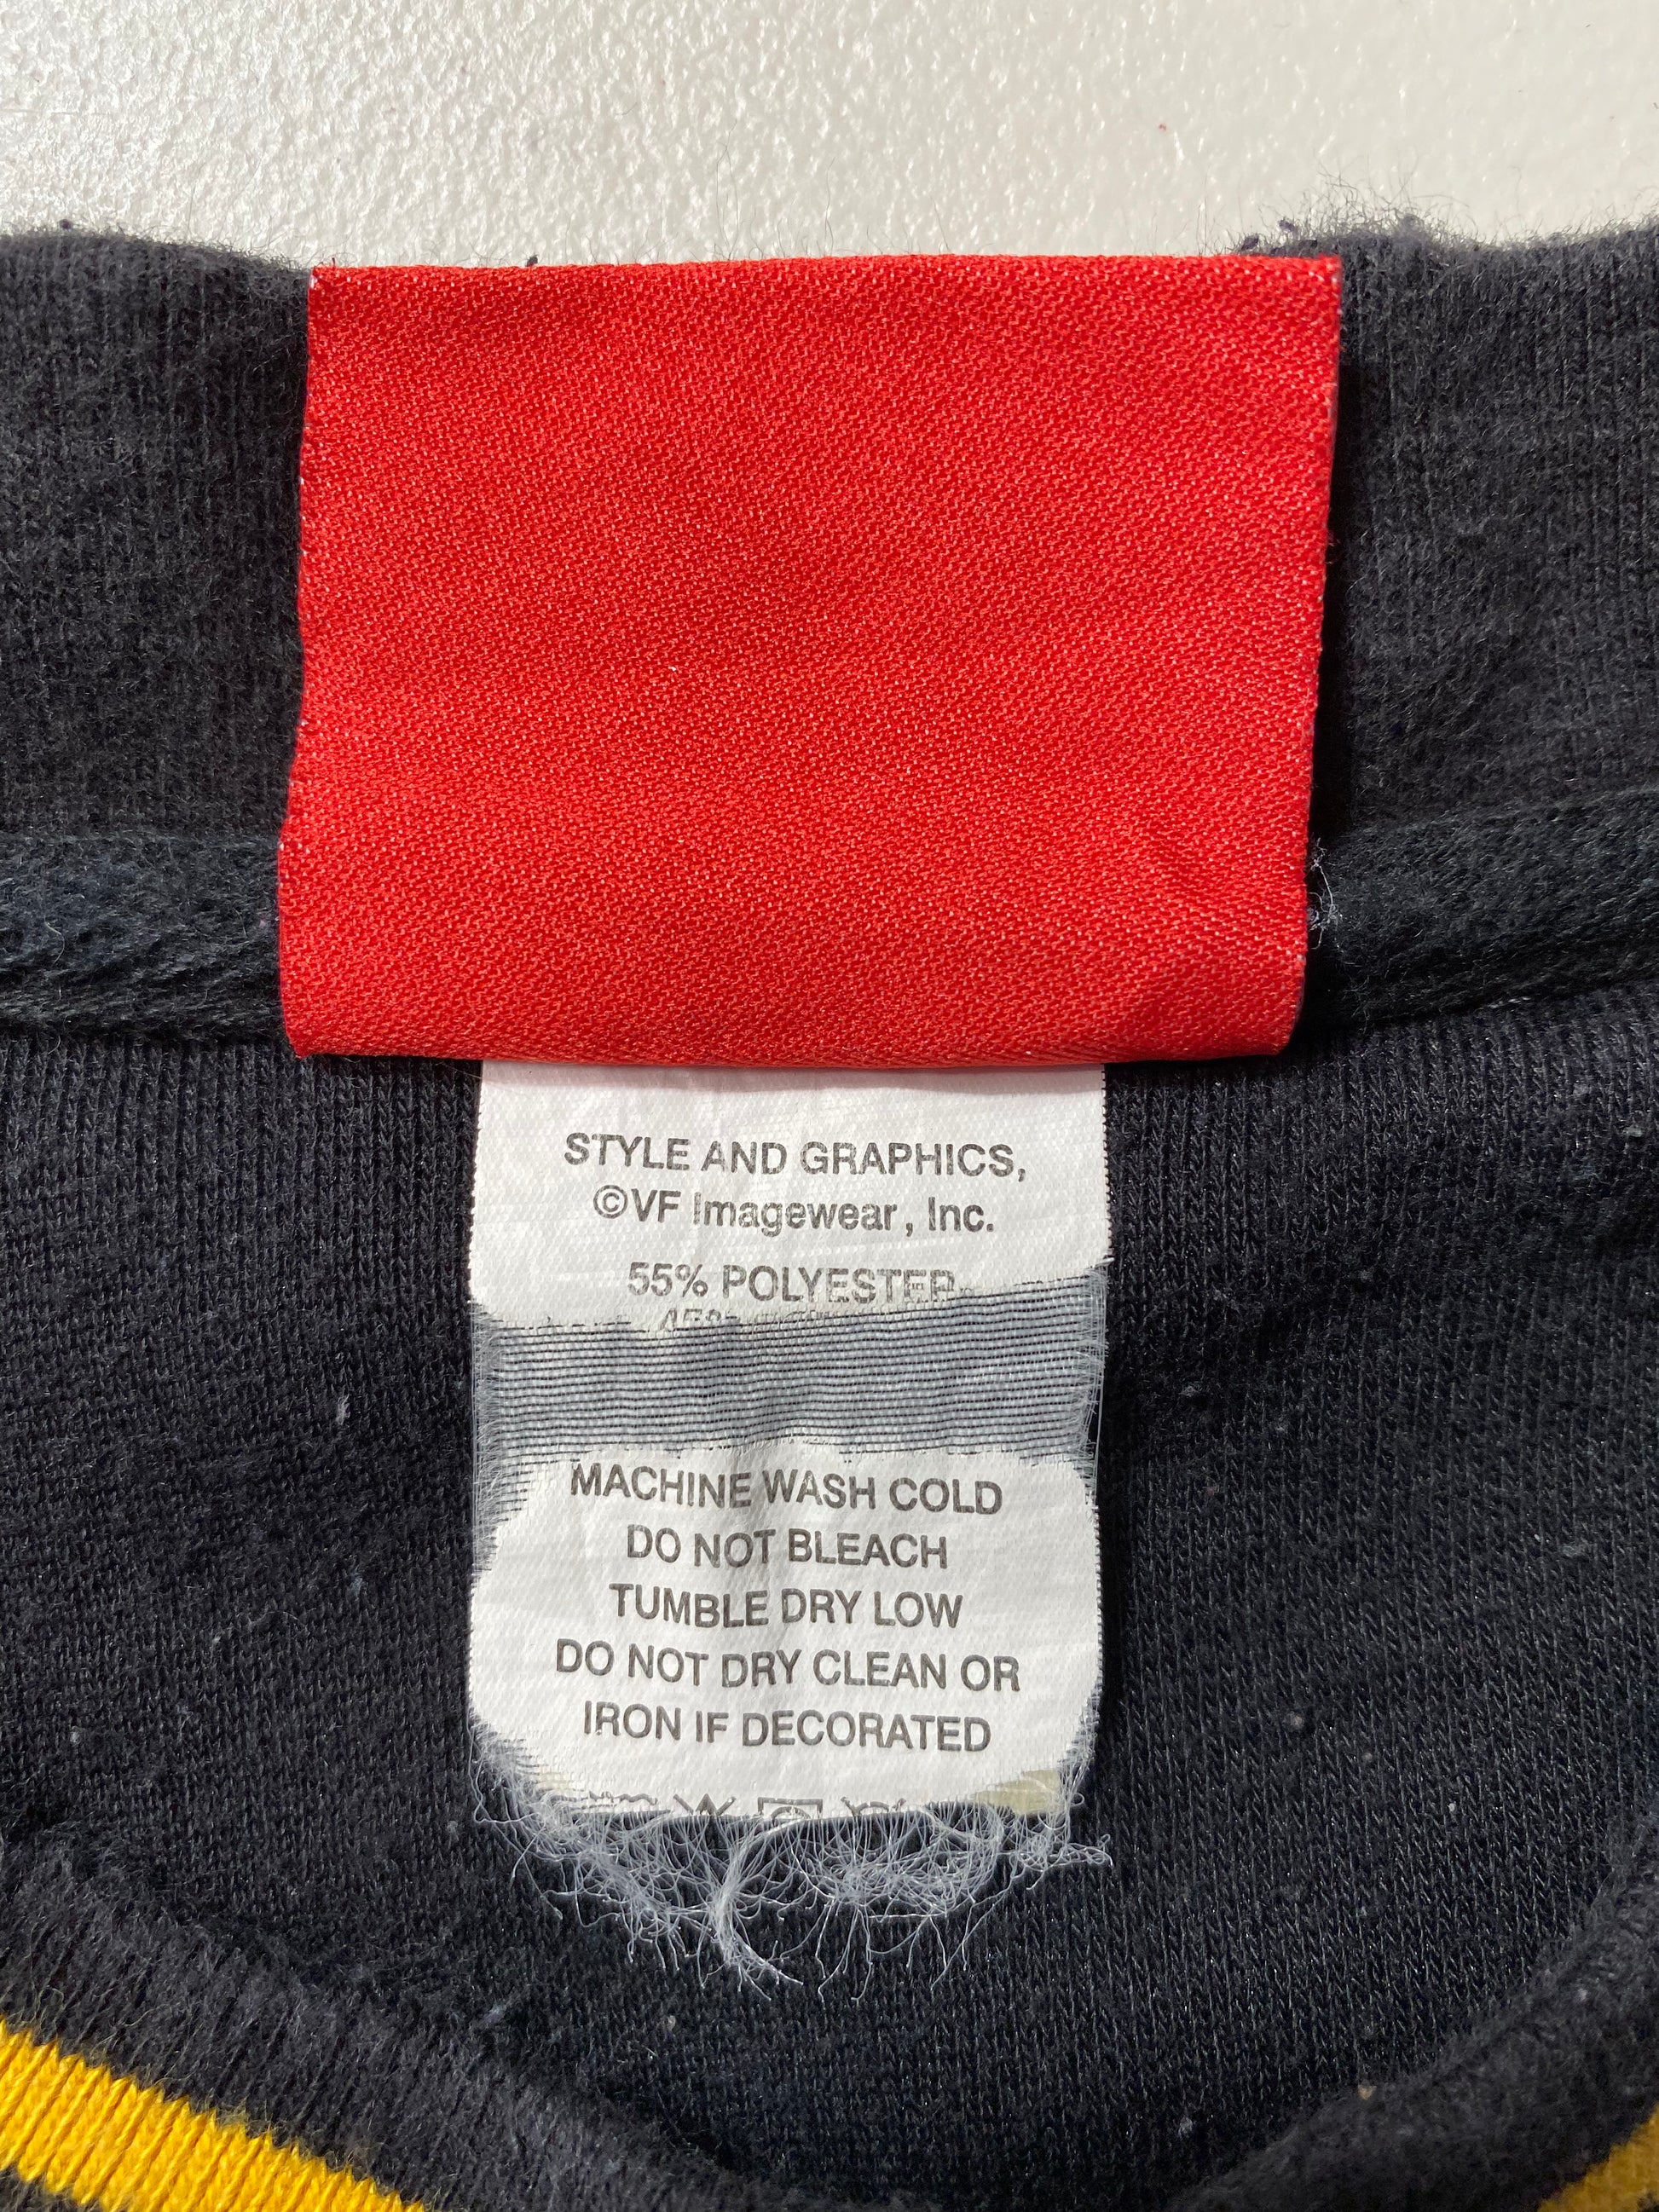 STYLE AND GRAPHICS,
©VF Imagewear, Inc.
55% POLYESTER
MACHINE WASH COLD
DO NOT BLEACH
TUMBLE DRY LOW
DO NOT DRY CLEAN OR
IRON IF DECORATED